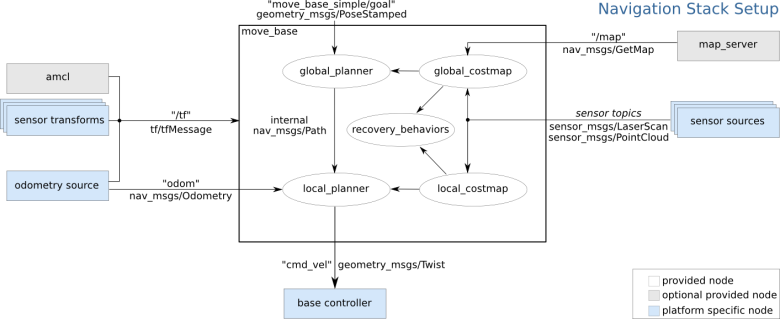 Navigation Stack Setup
"move_base_simple/goal"
geometry_msgs/PoseStamped
move_base
"/map"
nav_msgs/GetMap
map_server
global_planner
global_costmap
amcl
sensor transforms
"/tf"
tf/tfMessage
internal
nav_msgs/Path
recovery_behaviors
sensor topics
sensor_msgs/LaserScan
sensor_msgs/PointCloud
sensor sources
odometry source
"odom"
nav_msgs/Odometry
local_planner
local_costmap
"cmd_vel"
geometry_msgs/Twist
base controller
provided node
optional provided node
platform specific node